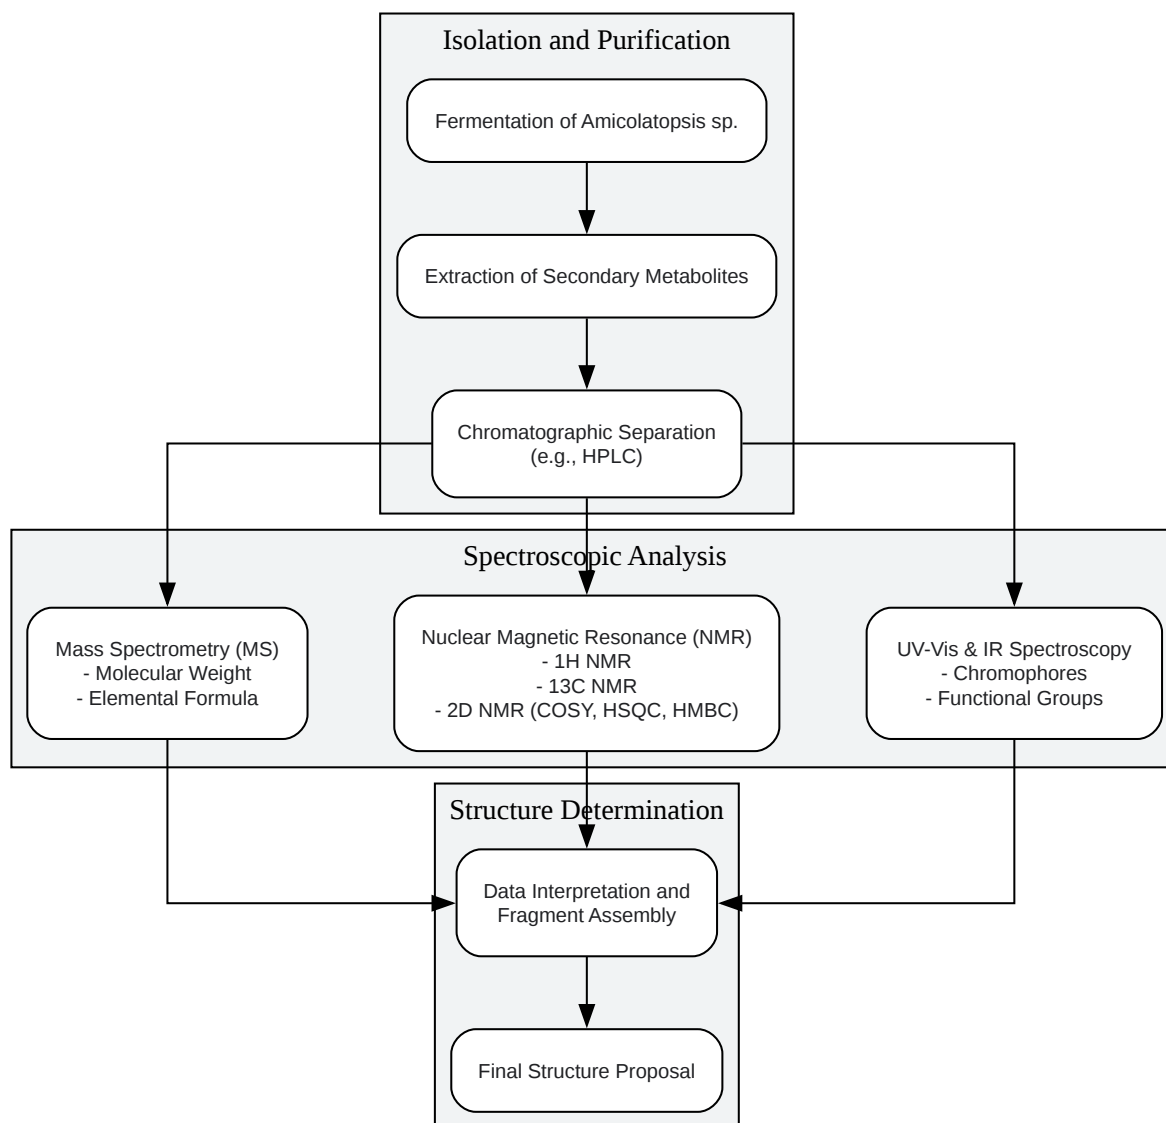 Isolation and Purification
Fermentation of Amicolatopsis sp.
Extraction of Secondary Metabolites
Chromatographic Separation
(e.g., HPLC)
Spectroscopic Analysis
Mass Spectrometry (MS)
- Molecular Weight
- Elemental Formula
Nuclear Magnetic Resonance (NMR)
- 1H NMR
- 13C NMR
- 2D NMR (COSY, HSQC, HMBC)
UV-Vis & IR Spectroscopy
- Chromophores
- Functional Groups
Structure Determination
Data Interpretation and
Fragment Assembly
Final Structure Proposal